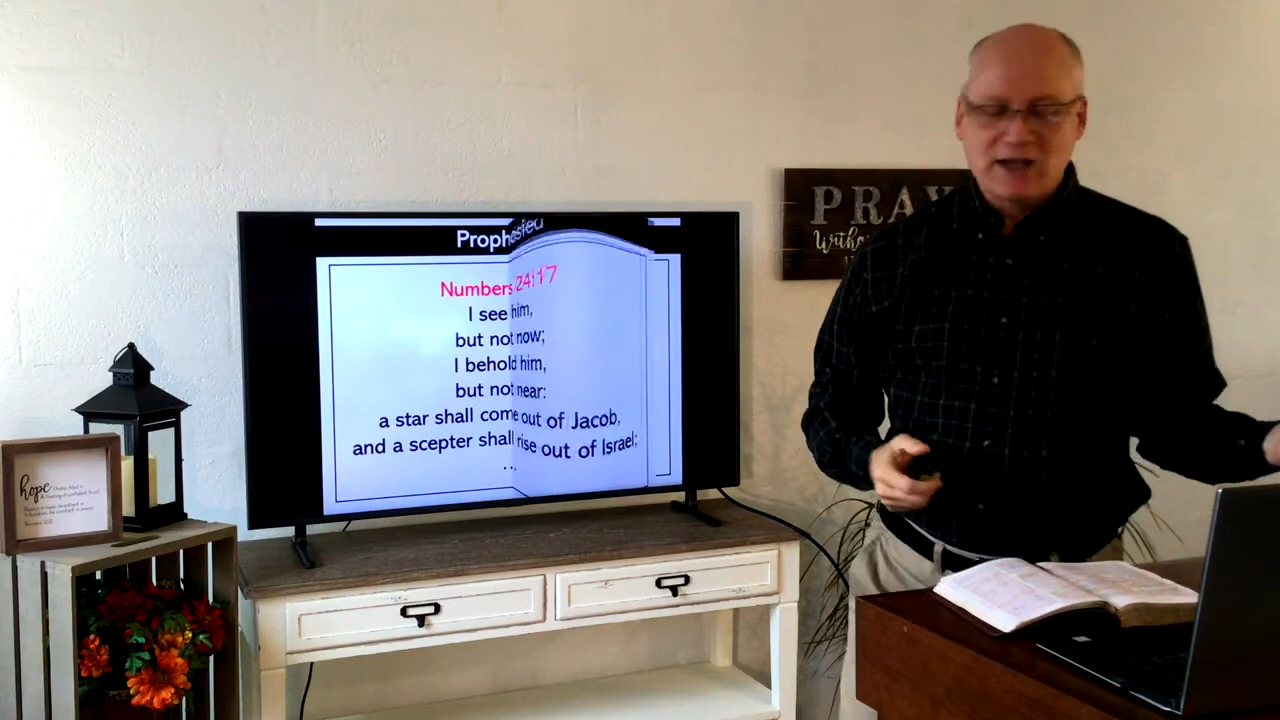 Prophesied
Numbers 24:17
I see him,
but not now;
I behold him,
but not near:
a star shall come out of Jacob,
and a scepter shall rise out of Israel;
...
PRAY
hope